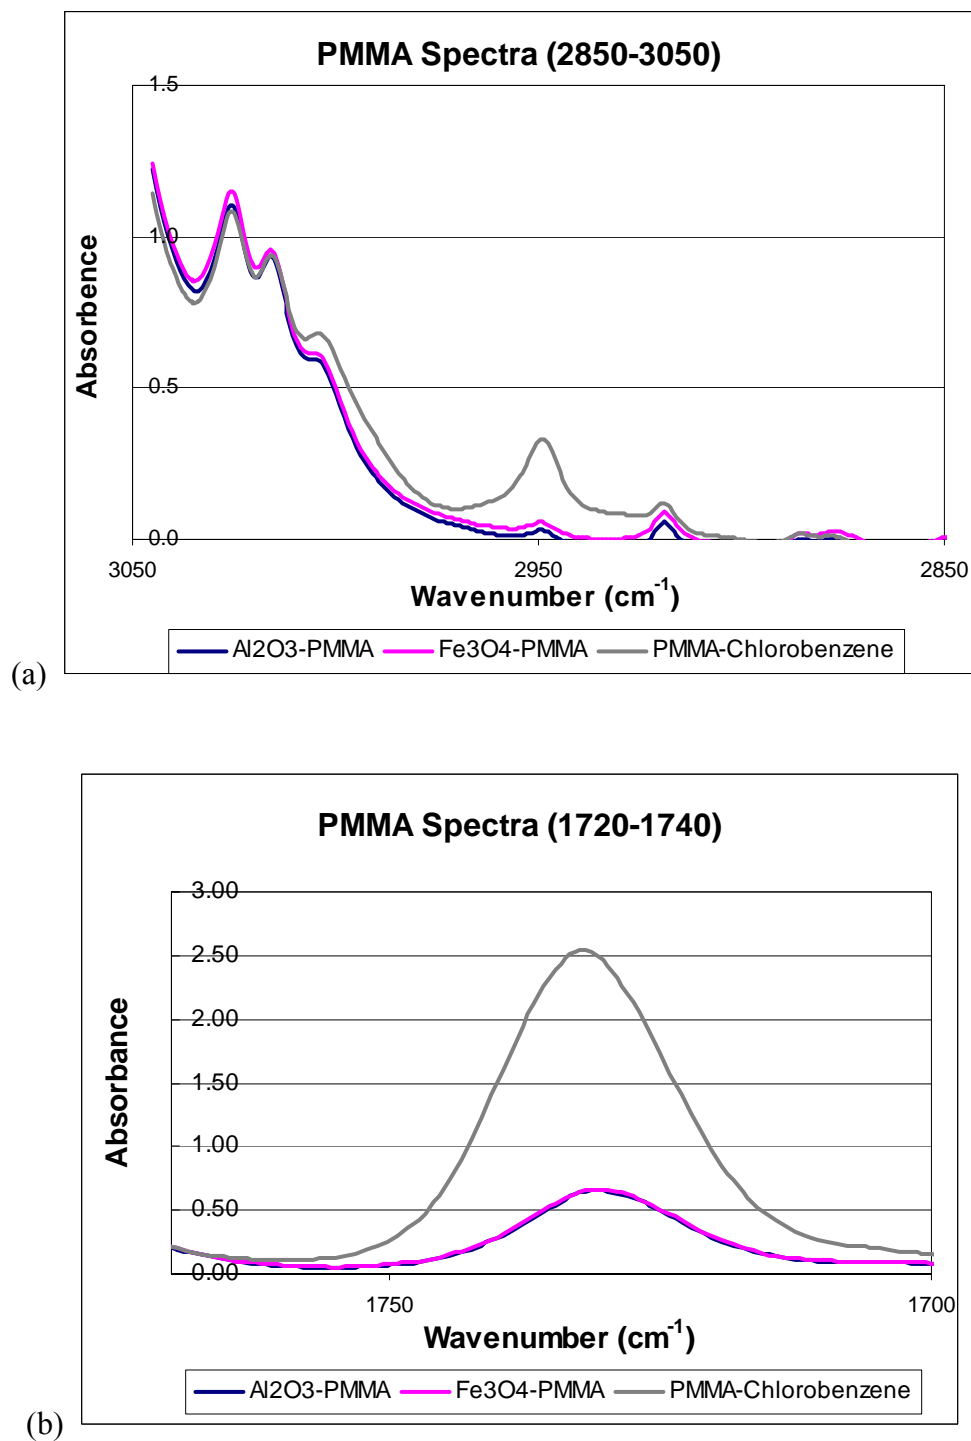 PMMA Spectra (2850-3050)
1.5
1.0
0.5
0.0
Absorbence
3050 2950 2850
Wavenumber (cm-1)
Al2O3-PMMA Fe3O4-PMMA PMMA-Chlorobenzene
(a)
PMMA Spectra (1720-1740)
3.00
2.50
2.00
1.50
1.00
0.50
0.00
Absorbance
1750 1700
Wavenumber (cm-1)
Al2O3-PMMA Fe3O4-PMMA PMMA-Chlorobenzene
(b)